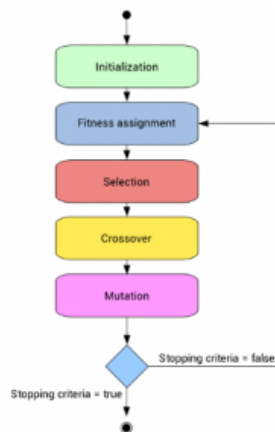 Initialization
Fitness assignment
Selection
Crossover
Mutation
Stopping criteria = false
Stopping criteria = true